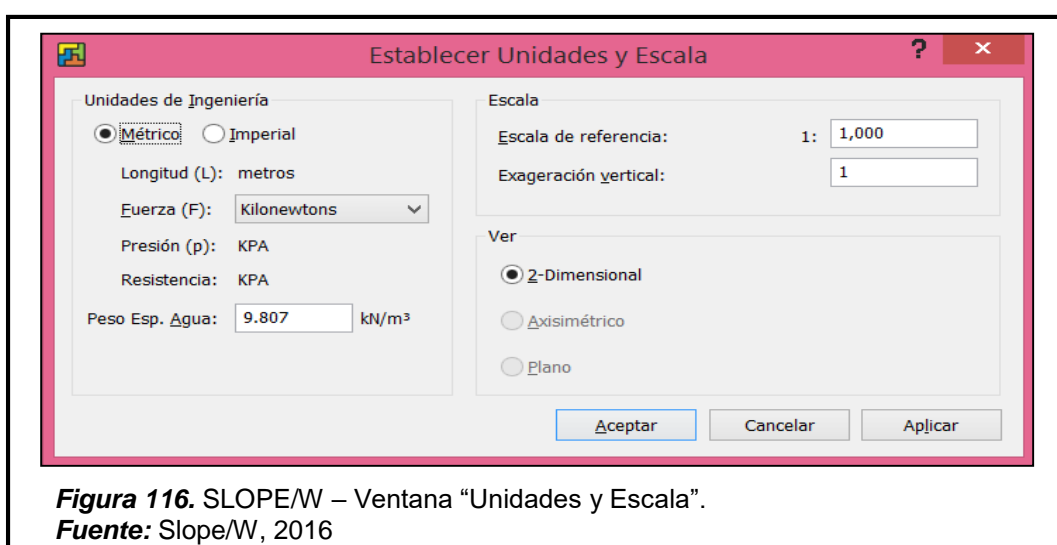 Establecer Unidades y Escala
?
×
Unidades de Ingeniería
Métrico Imperial
Longitud (L): metros
Fuerza (F): Kilonewtons
Presión (p): KPA
Resistencia: KPA
Peso Esp. Agua: 9.807 kN/m³
Escala
Escala de referencia: 1: 1,000
Exageración vertical: 1
Ver
2-Dimensional
Axisimétrico
Plano
Aceptar Cancelar Aplicar
Figura 116. SLOPE/W – Ventana “Unidades y Escala”.
Fuente: Slope/W, 2016